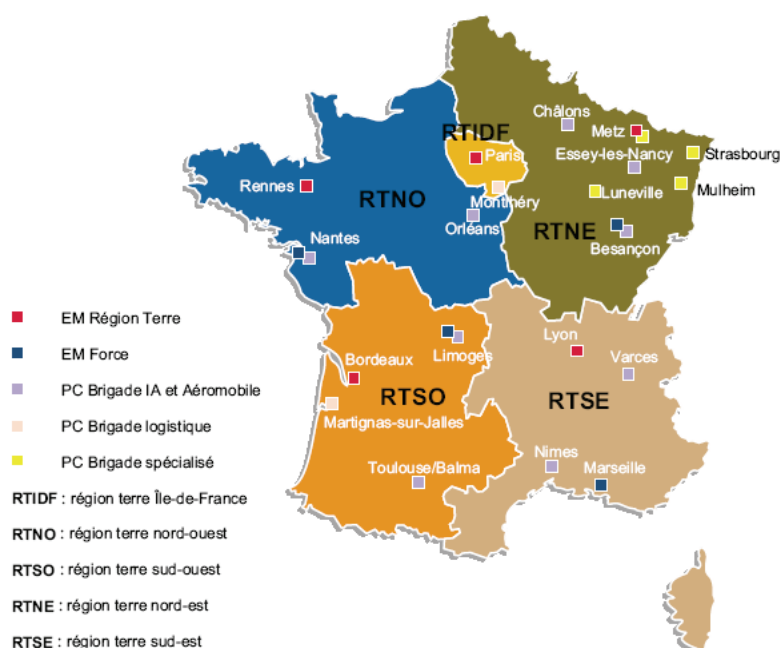 Châlons
RTIDF
Metz
Paris
Essey-les-Nancy
Strasbourg
Rennes
Montlhéry
Luneville
Mulheim
RTNO
Orléans
RTNE
Nantes
Besançon
EM Région Terre
EM Force
PC Brigade IA et Aéromobile
PC Brigade logistique
PC Brigade spécialisé
Limoges
Lyon
Bordeaux
Varces
RTSO
RTSE
Martignas-sur-Jalles
Toulouse/Balma
Nimes
Marseille
RTIDF : région terre Île-de-France
RTNO : région terre nord-ouest
RTSO : région terre sud-ouest
RTNE : région terre nord-est
RTSE : région terre sud-est